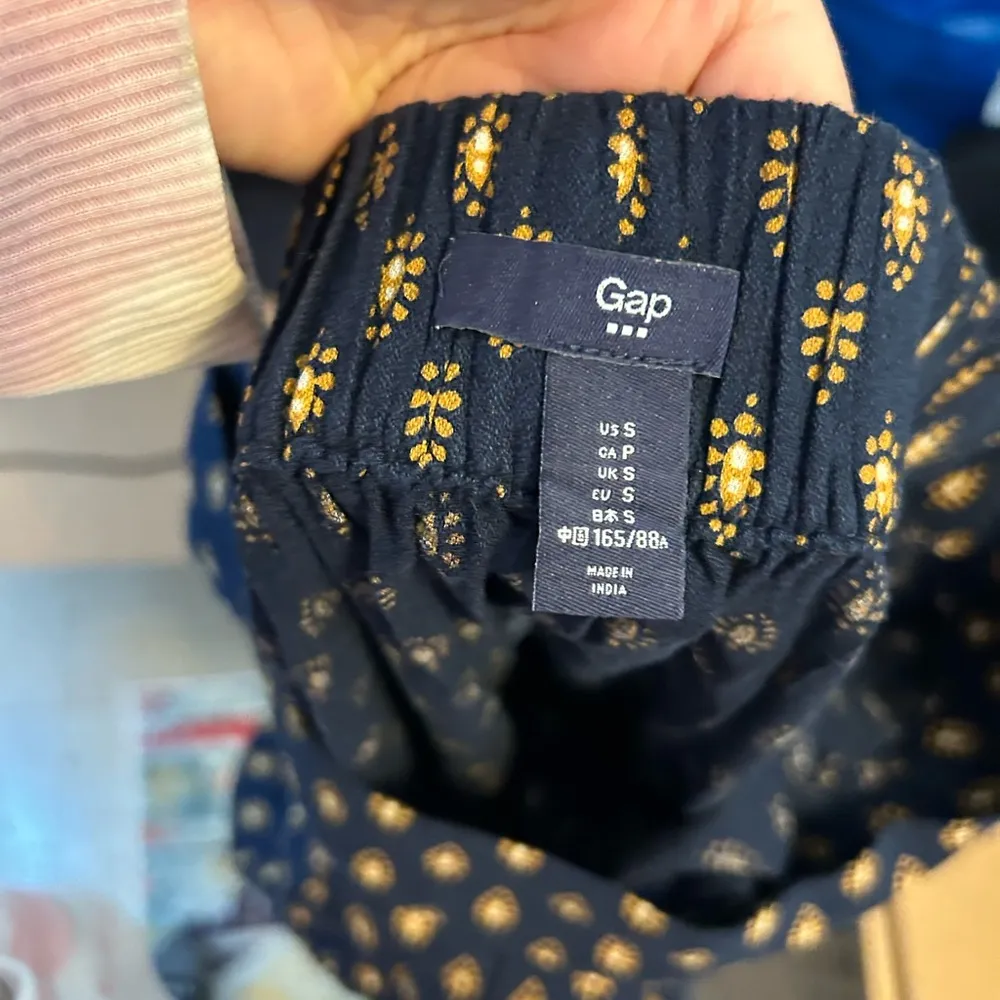 Gap
US S
CA P
UK S
EU S
日本 S
中国 165/88A
MADE IN
INDIA